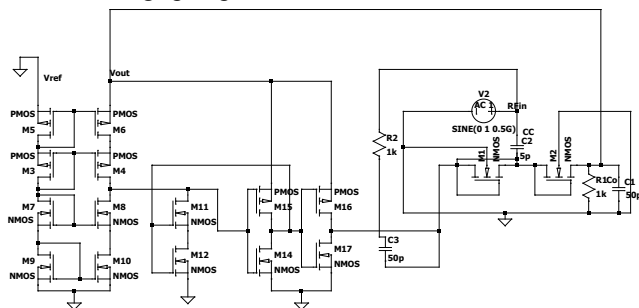 Vref
Vout
V2
AC 1
RFin
SINE(0 1 0.5G)
PMOS
M5
PMOS
M6
R2
1k
CC
C2
5p
M1
NMOS
M2
NMOS
PMOS
M3
PMOS
M4
R1
1k
Co
C1
50p
M7
NMOS
M8
NMOS
M11
NMOS
PMOS
M15
PMOS
M16
M9
NMOS
M10
NMOS
M12
NMOS
M14
NMOS
M17
NMOS
C3
50p